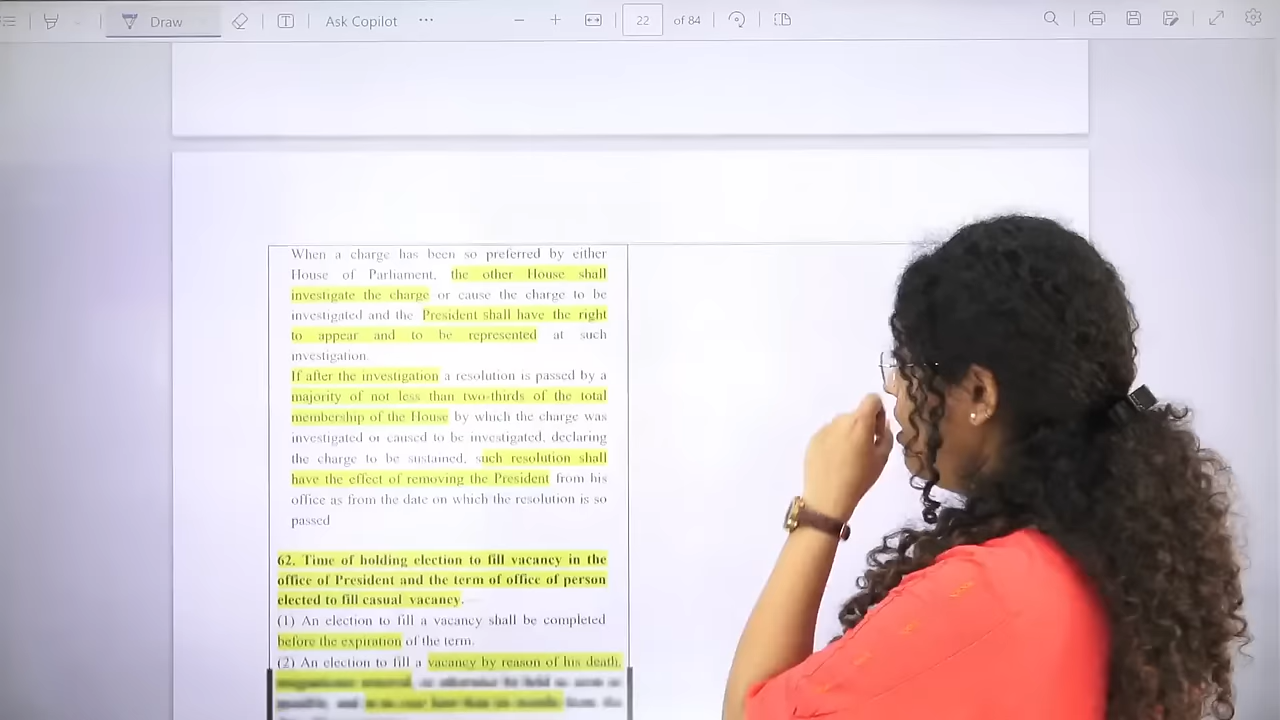 Draw
Ask Copilot
22 of 84
When a charge has been so preferred by either
House of Parliament, the other House shall
investigate the charge or cause the charge to be
investigated and the President shall have the right
to appear and to be represented at such
investigation.
If after the investigation a resolution is passed by a
majority of not less than two-thirds of the total
membership of the House by which the charge was
investigated or caused to be investigated, declaring
the charge to be sustained, such resolution shall
have the effect of removing the President from his
office as from the date on which the resolution is so
passed
62. Time of holding election to fill vacancy in the
office of President and the term of office of person
elected to fill casual vacancy.
(1) An election to fill a vacancy shall be completed
before the expiration of the term.
(2) An election to fill a vacancy by reason of his death,